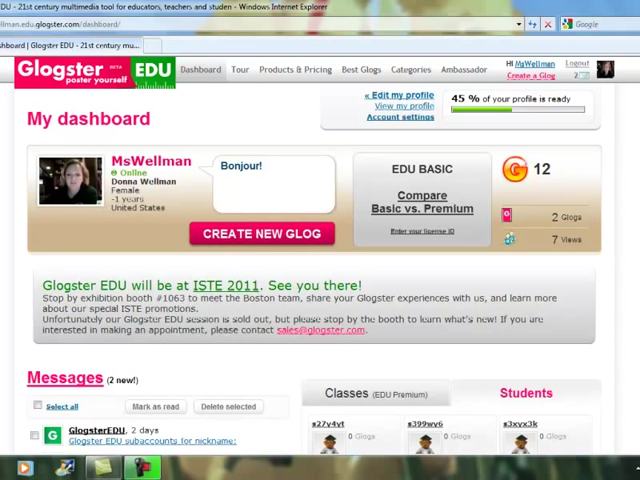 EDU - 21st century multimedia tool for educators, teachers and studen - Windows Internet Explorer
llman.edu.glogster.com/dashboard/
Google
shboard | Glogster EDU - 21st century mu...
Glogster BETA EDU
poster yourself
Dashboard Tour Products & Pricing Best Glogs Categories Ambassador
Hi MsWellman Logout
Create a Glog 2
« Edit my profile
View my profile
Account settings
45 % of your profile is ready
My dashboard
MsWellman
Online
Donna Wellman
Female
-1 years
United States
Bonjour!
CREATE NEW GLOG
EDU BASIC
Compare
Basic vs. Premium
Enter your license ID
12
2 Glogs
7 Views
Glogster EDU will be at ISTE 2011. See you there!
Stop by exhibition booth #1063 to meet the Boston team, share your Glogster experiences with us, and learn more
about our special ISTE promotions.
Unfortunately our Glogster EDU session is sold out, but please stop by the booth to learn what's new! If you are
interested in making an appointment, please contact sales@glogster.com.
Messages (2 new!)
Select all Mark as read Delete selected
GlogsterEDU, 2 days
Glogster EDU subaccounts for nickname:
Classes (EDU Premium) Students
s27y4yt s399wy6 s3xyx3k
0 Glogs 0 Glogs 0 Glogs